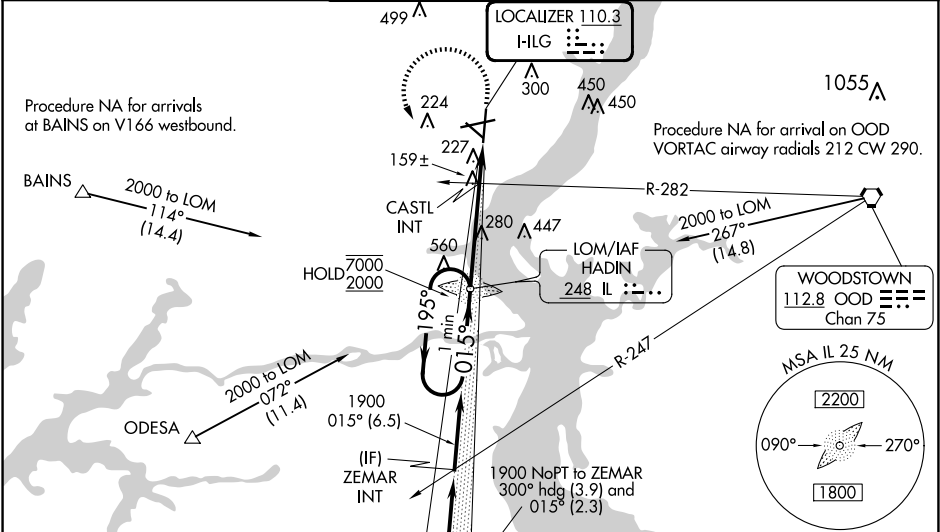 499
LOCALIZER 110.3
I-ILG
300
450
450
1055
224
Procedure NA for arrivals
at BAINS on V166 westbound.
Procedure NA for arrival on OOD
VORTAC airway radials 212 CW 290.
227
159±
BAINS
2000 to LOM
114°
(14.4)
CASTL
INT
R-282
2000 to LOM
267°
(14.8)
280
447
560
LOM/IAF
HADIN
248 IL
HOLD 7000
2000
WOODSTOWN
112.8 OOD
Chan 75
195°
1 min
015°
R-247
MSA IL 25 NM
2200
090°
270°
1800
2000 to LOM
072°
(11.4)
ODESA
1900
015° (6.5)
(IF)
ZEMAR
INT
1900 NoPT to ZEMAR
300° hdg (3.9) and
015° (2.3)